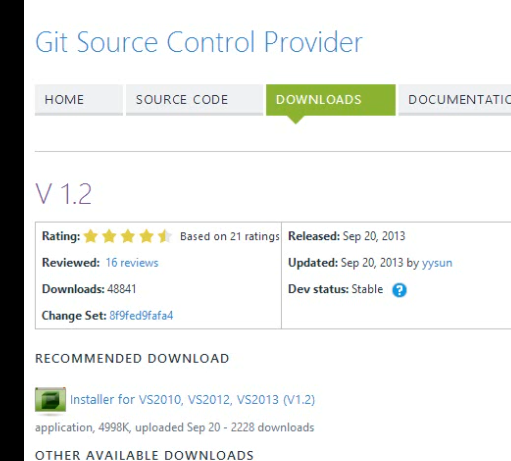 Git Source Control Provider
HOME SOURCE CODE DOWNLOADS DOCUMENTATIO
V 1.2
Rating: Based on 21 ratings Released: Sep 20, 2013
Reviewed: 16 reviews Updated: Sep 20, 2013 by yysun
Downloads: 48841 Dev status: Stable ?
Change Set: 8f9fed9fafa4
RECOMMENDED DOWNLOAD
Installer for VS2010, VS2012, VS2013 (V1.2)
application, 4998K, uploaded Sep 20 - 2228 downloads
OTHER AVAILABLE DOWNLOADS